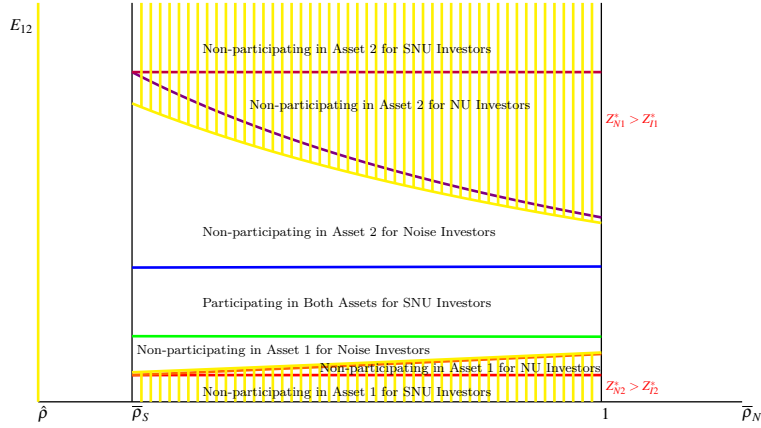 E₁₂
Non-participating in Asset 2 for SNU Investors
Non-participating in Asset 2 for NU Investors
Z*_{N1} > Z*_{I1}
Non-participating in Asset 2 for Noise Investors
Participating in Both Assets for SNU Investors
Non-participating in Asset 1 for Noise Investors
Non-participating in Asset 1 for NU Investors
Non-participating in Asset 1 for SNU Investors
Z*_{N2} > Z*_{I2}
ρ̂ ρ̅_S 1 ρ̅_N